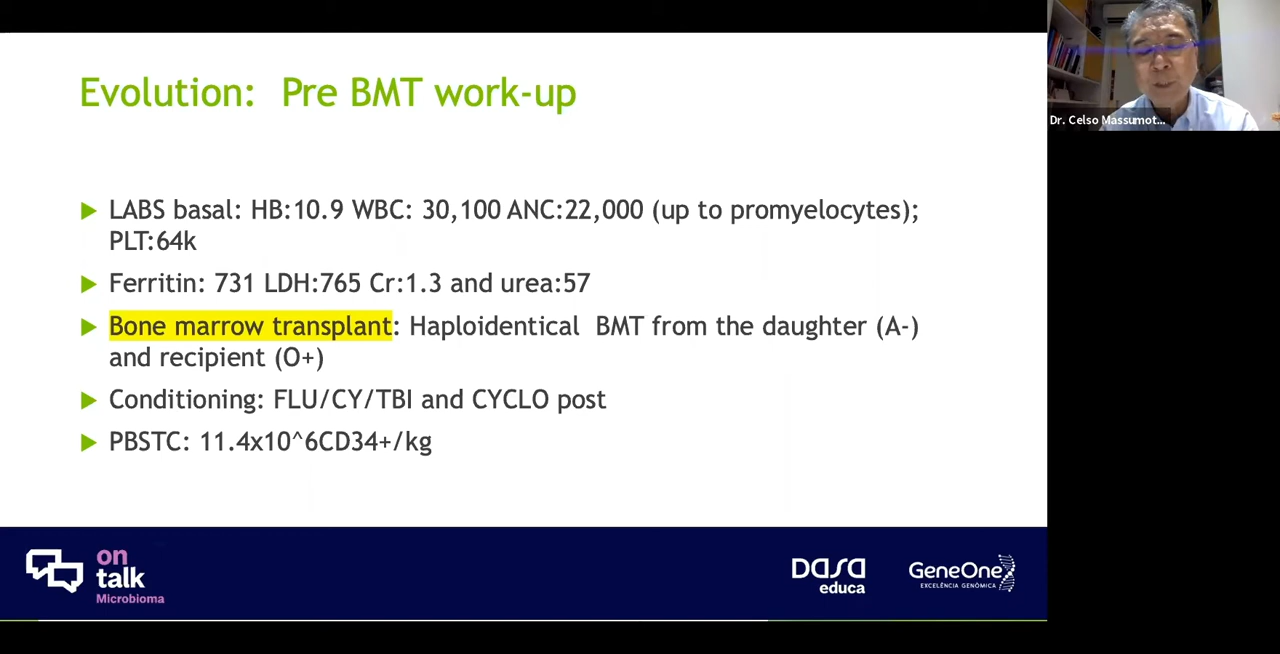 Evolution: Pre BMT work-up
LABS basal: HB:10.9 WBC: 30,100 ANC:22,000 (up to promyelocytes);
PLT:64k
Ferritin: 731 LDH:765 Cr:1.3 and urea:57
Bone marrow transplant: Haploidentical BMT from the daughter (A-)
and recipient (O+)
Conditioning: FLU/CY/TBI and CYCLO post
PBSTC: 11.4x10^6CD34+/kg
on
talk
Microbioma
DASA
educa
GeneOne
EXCELÊNCIA GENÔMICA
Dr. Celso Massumot...